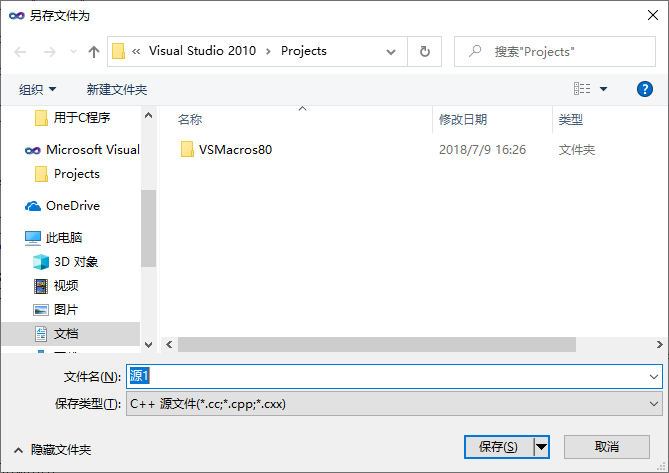 另存文件为
« Visual Studio 2010 › Projects
搜索"Projects"
组织
新建文件夹
用于C程序
Microsoft Visual
Projects
OneDrive
此电脑
3D 对象
视频
图片
文档
名称 修改日期 类型
VSMacros80 2018/7/9 16:26 文件夹
文件名(N): 源1
保存类型(T): C++ 源文件(*.cc;*.cpp;*.cxx)
隐藏文件夹
保存(S)
取消